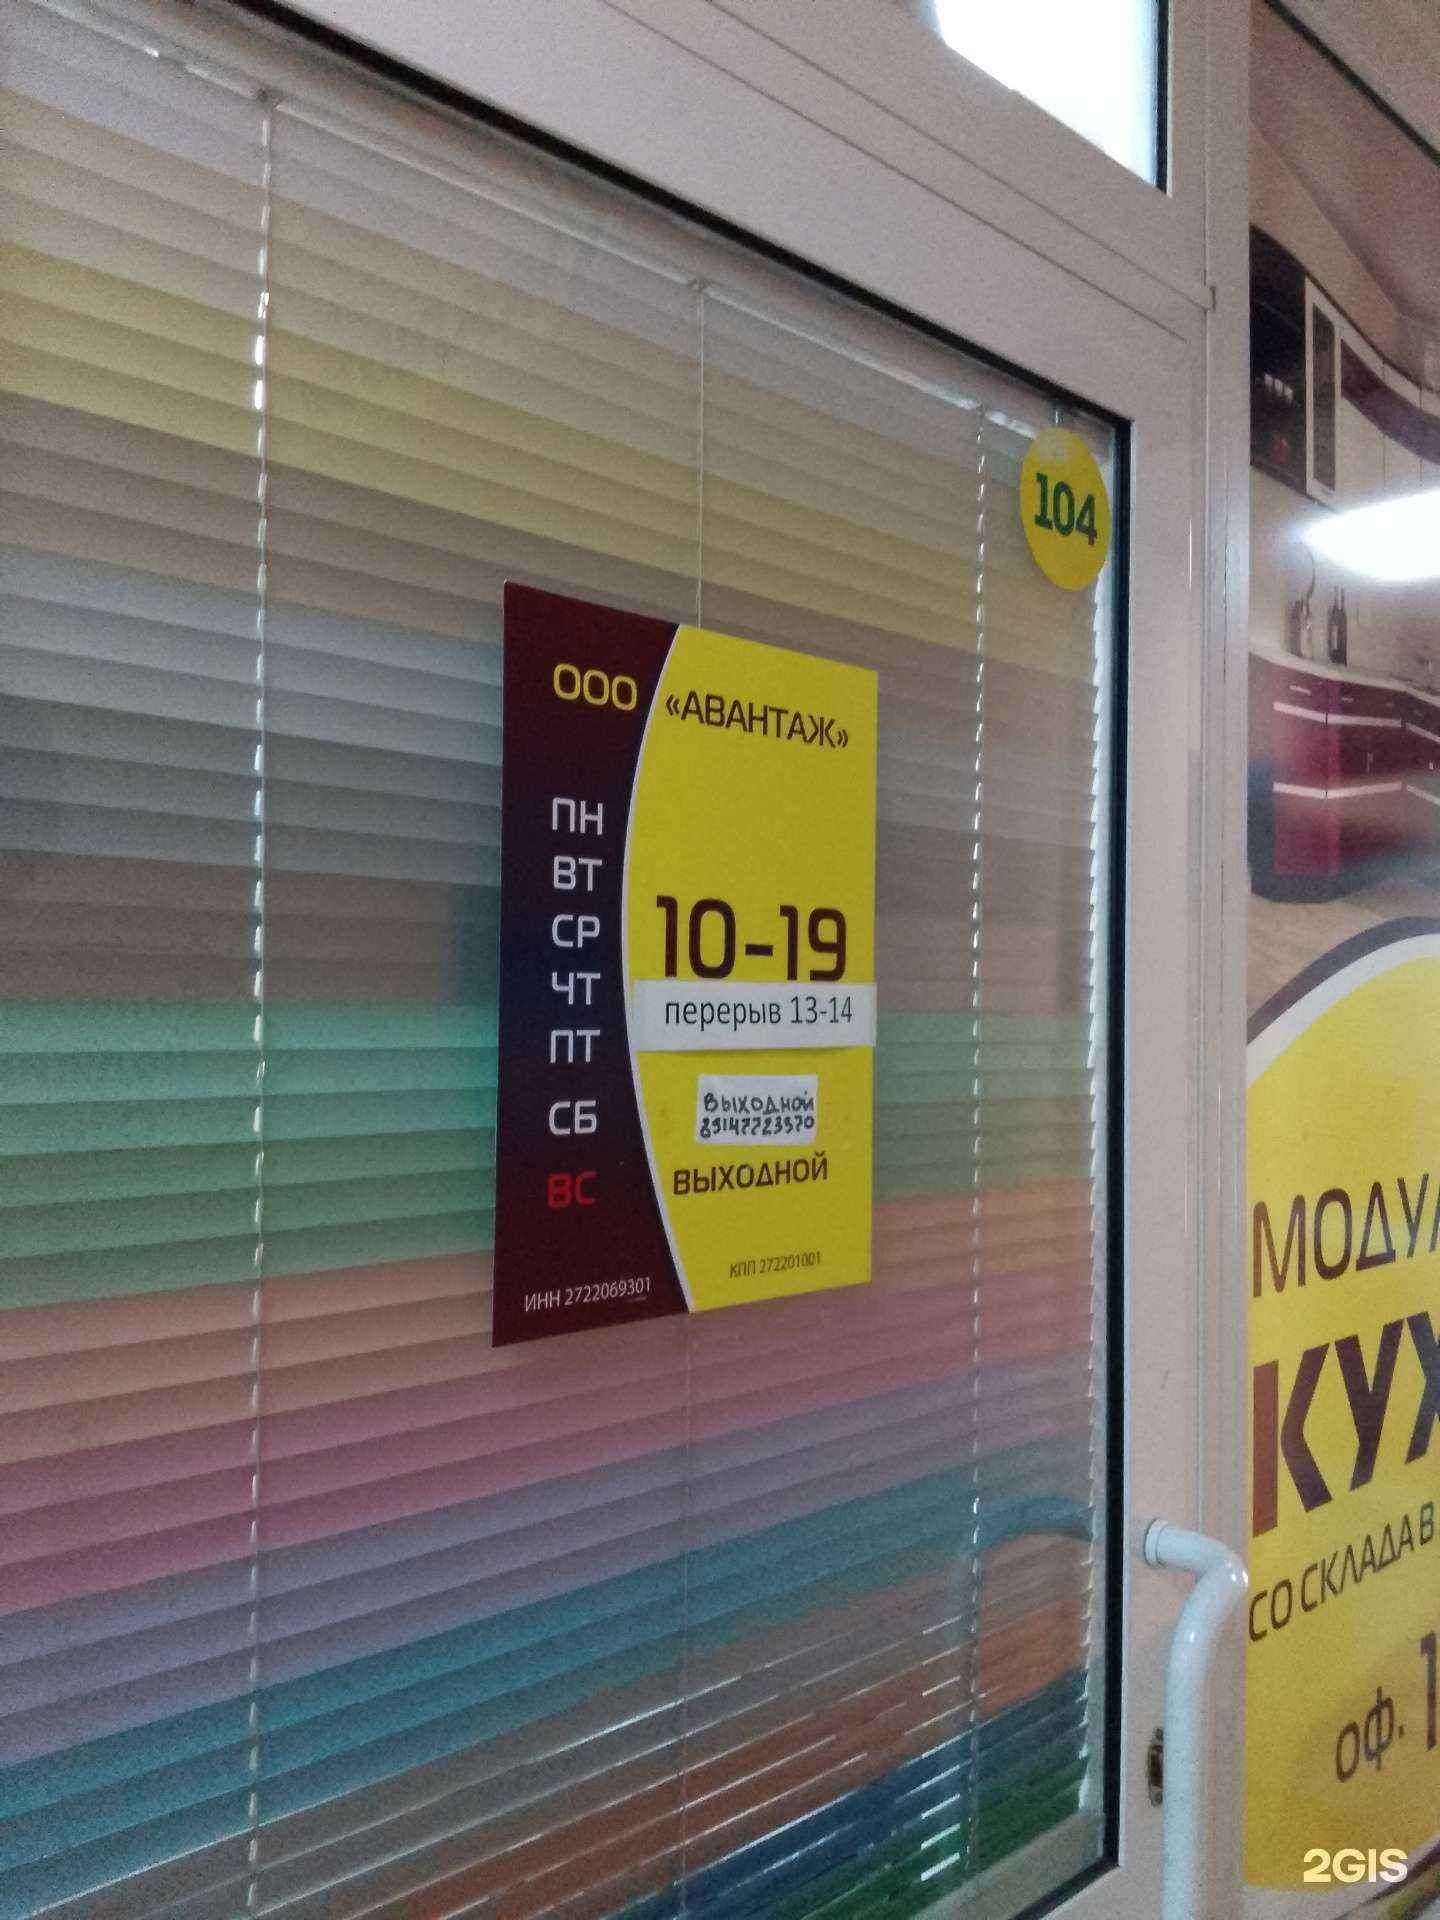 104
ООО «АВАНТАЖ»
ПН
ВТ
СР
ЧТ
ПТ
10-19
перерыв 13-14
СБ
ВЫХОДНОЙ
89147723570
ВС
ВЫХОДНОЙ
ИНН 2722069301
КПП 272201001
МОДУЛ
КУХ
СО СКЛАДА В
оф. 1
2GIS